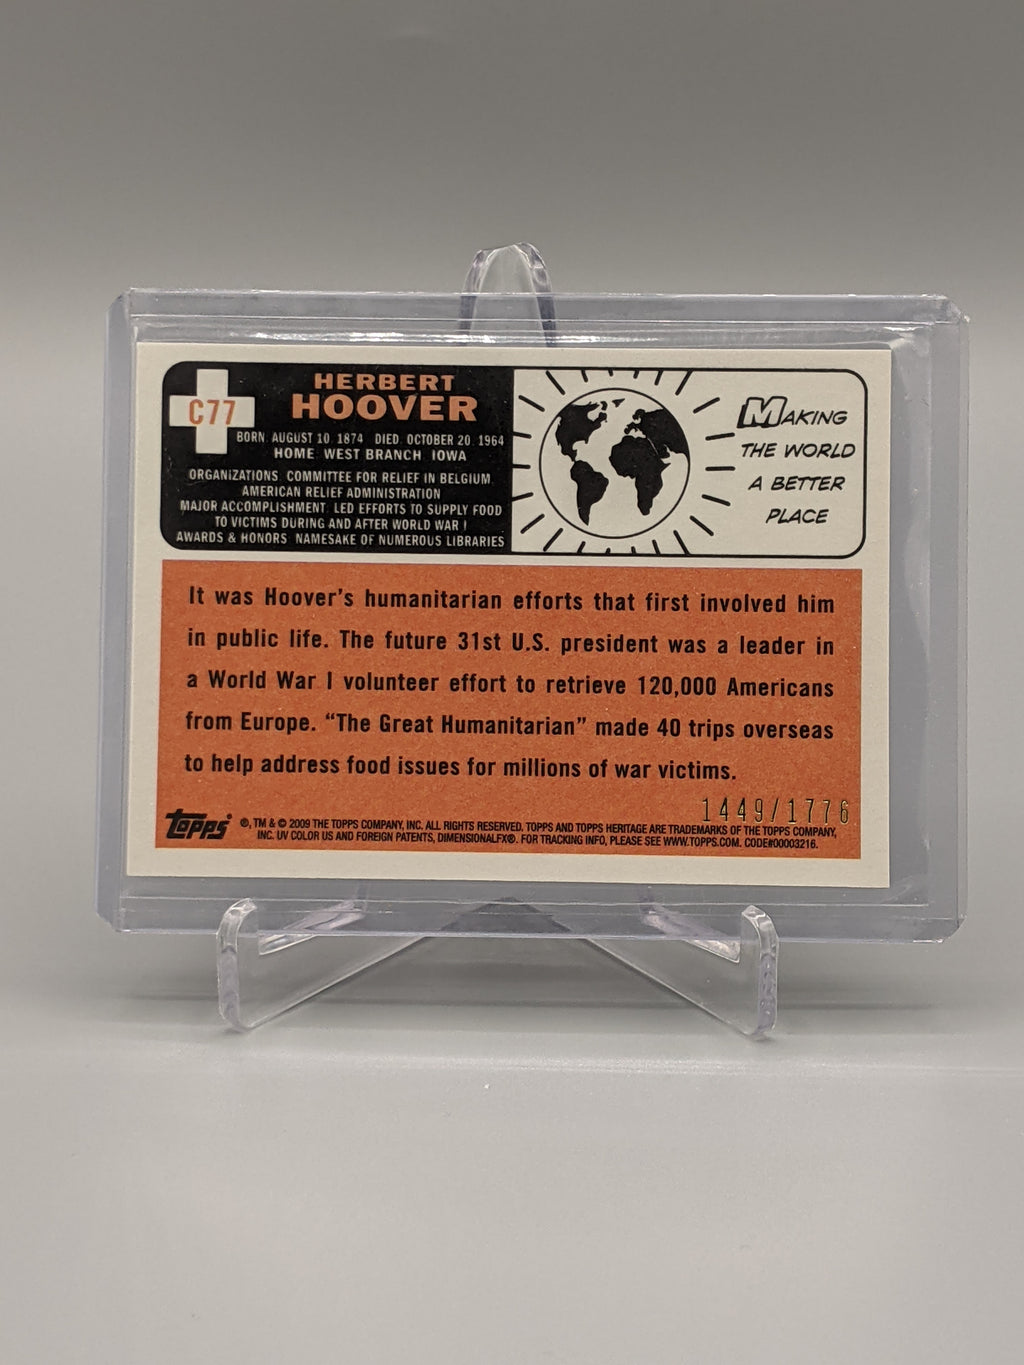 C77
HERBERT
HOOVER
BORN AUGUST 10 1874 DIED OCTOBER 20 1964
HOME WEST BRANCH IOWA
ORGANIZATIONS COMMITTEE FOR RELIEF IN BELGIUM
AMERICAN RELIEF ADMINISTRATION
MAJOR ACCOMPLISHMENT LED EFFORTS TO SUPPLY FOOD
TO VICTIMS DURING AND AFTER WORLD WAR I
AWARDS & HONORS NAMESAKE OF NUMEROUS LIBRARIES
MAKING
THE WORLD
A BETTER
PLACE
It was Hoover's humanitarian efforts that first involved him
in public life. The future 31st U.S. president was a leader in
a World War I volunteer effort to retrieve 120,000 Americans
from Europe. “The Great Humanitarian” made 40 trips overseas
to help address food issues for millions of war victims.
1449/1776
Topps ®, TM & © 2009 THE TOPPS COMPANY, INC. ALL RIGHTS RESERVED. TOPPS AND TOPPS HERITAGE ARE TRADEMARKS OF THE TOPPS COMPANY,
INC. UV COLOR US AND FOREIGN PATENTS, DIMENSIONALFX®. FOR TRACKING INFO, PLEASE SEE WWW.TOPPS.COM. CODE#00003216.